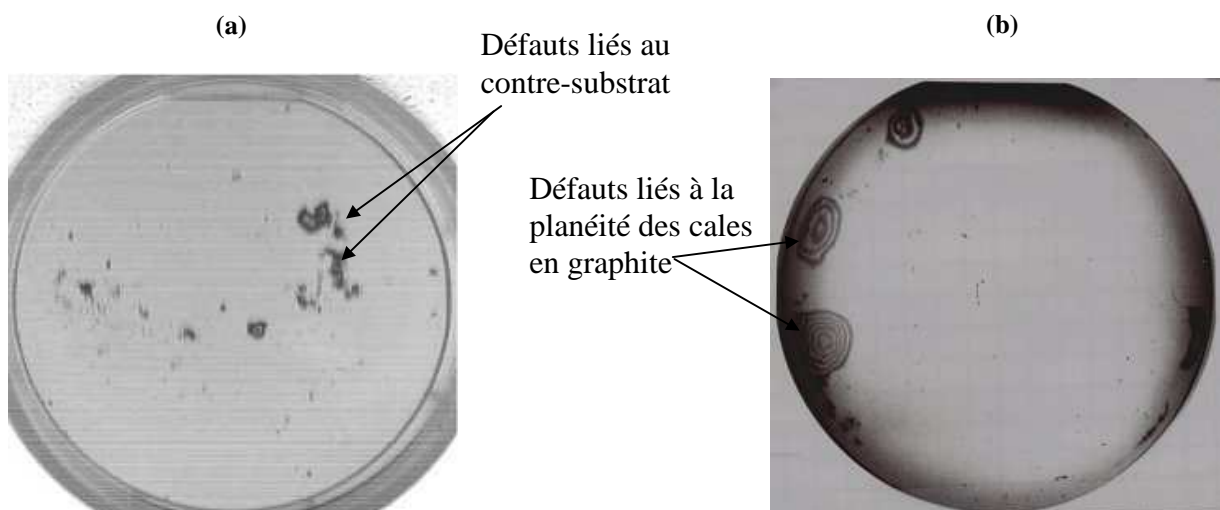 (a)
Défauts liés au
contre-substrat
(b)
Défauts liés à la
planéité des cales
en graphite